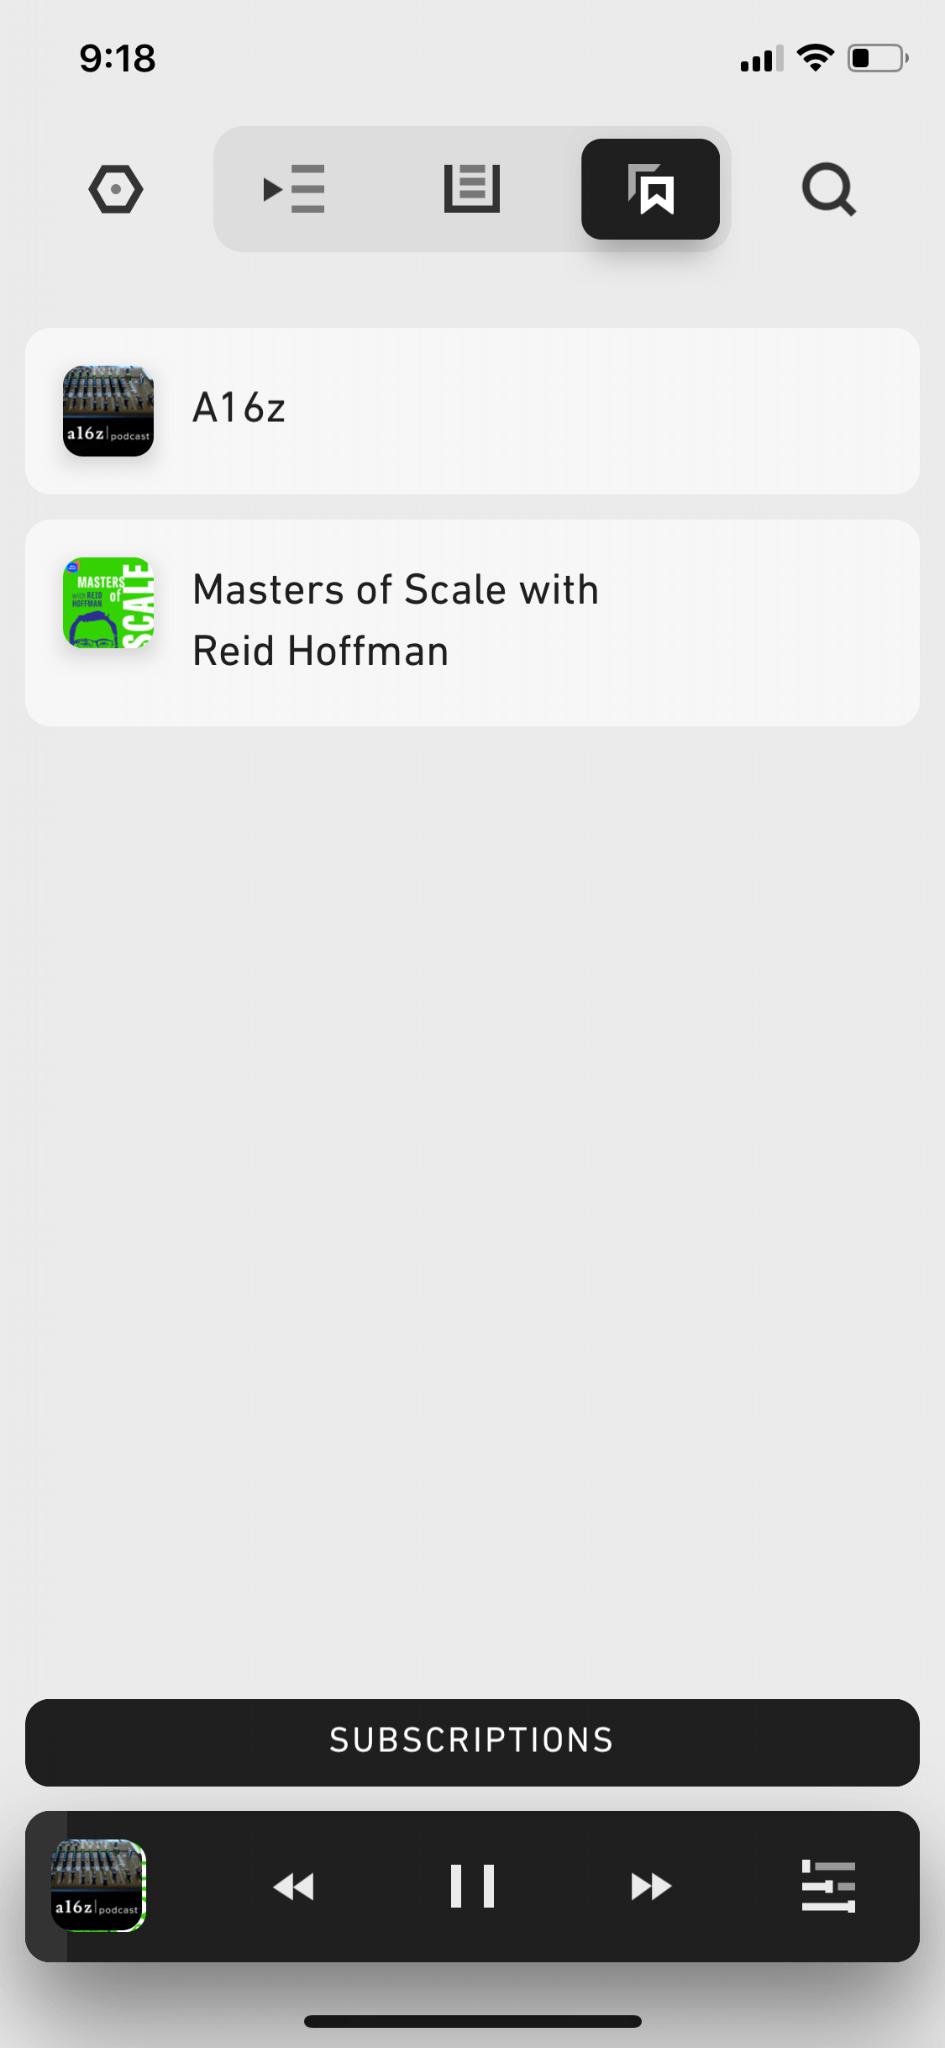 9:18
a16z podcast
A16z
MASTERS
of
SCALE
with REID
HOFFMAN
Masters of Scale with
Reid Hoffman
SUBSCRIPTIONS
a16z podcast